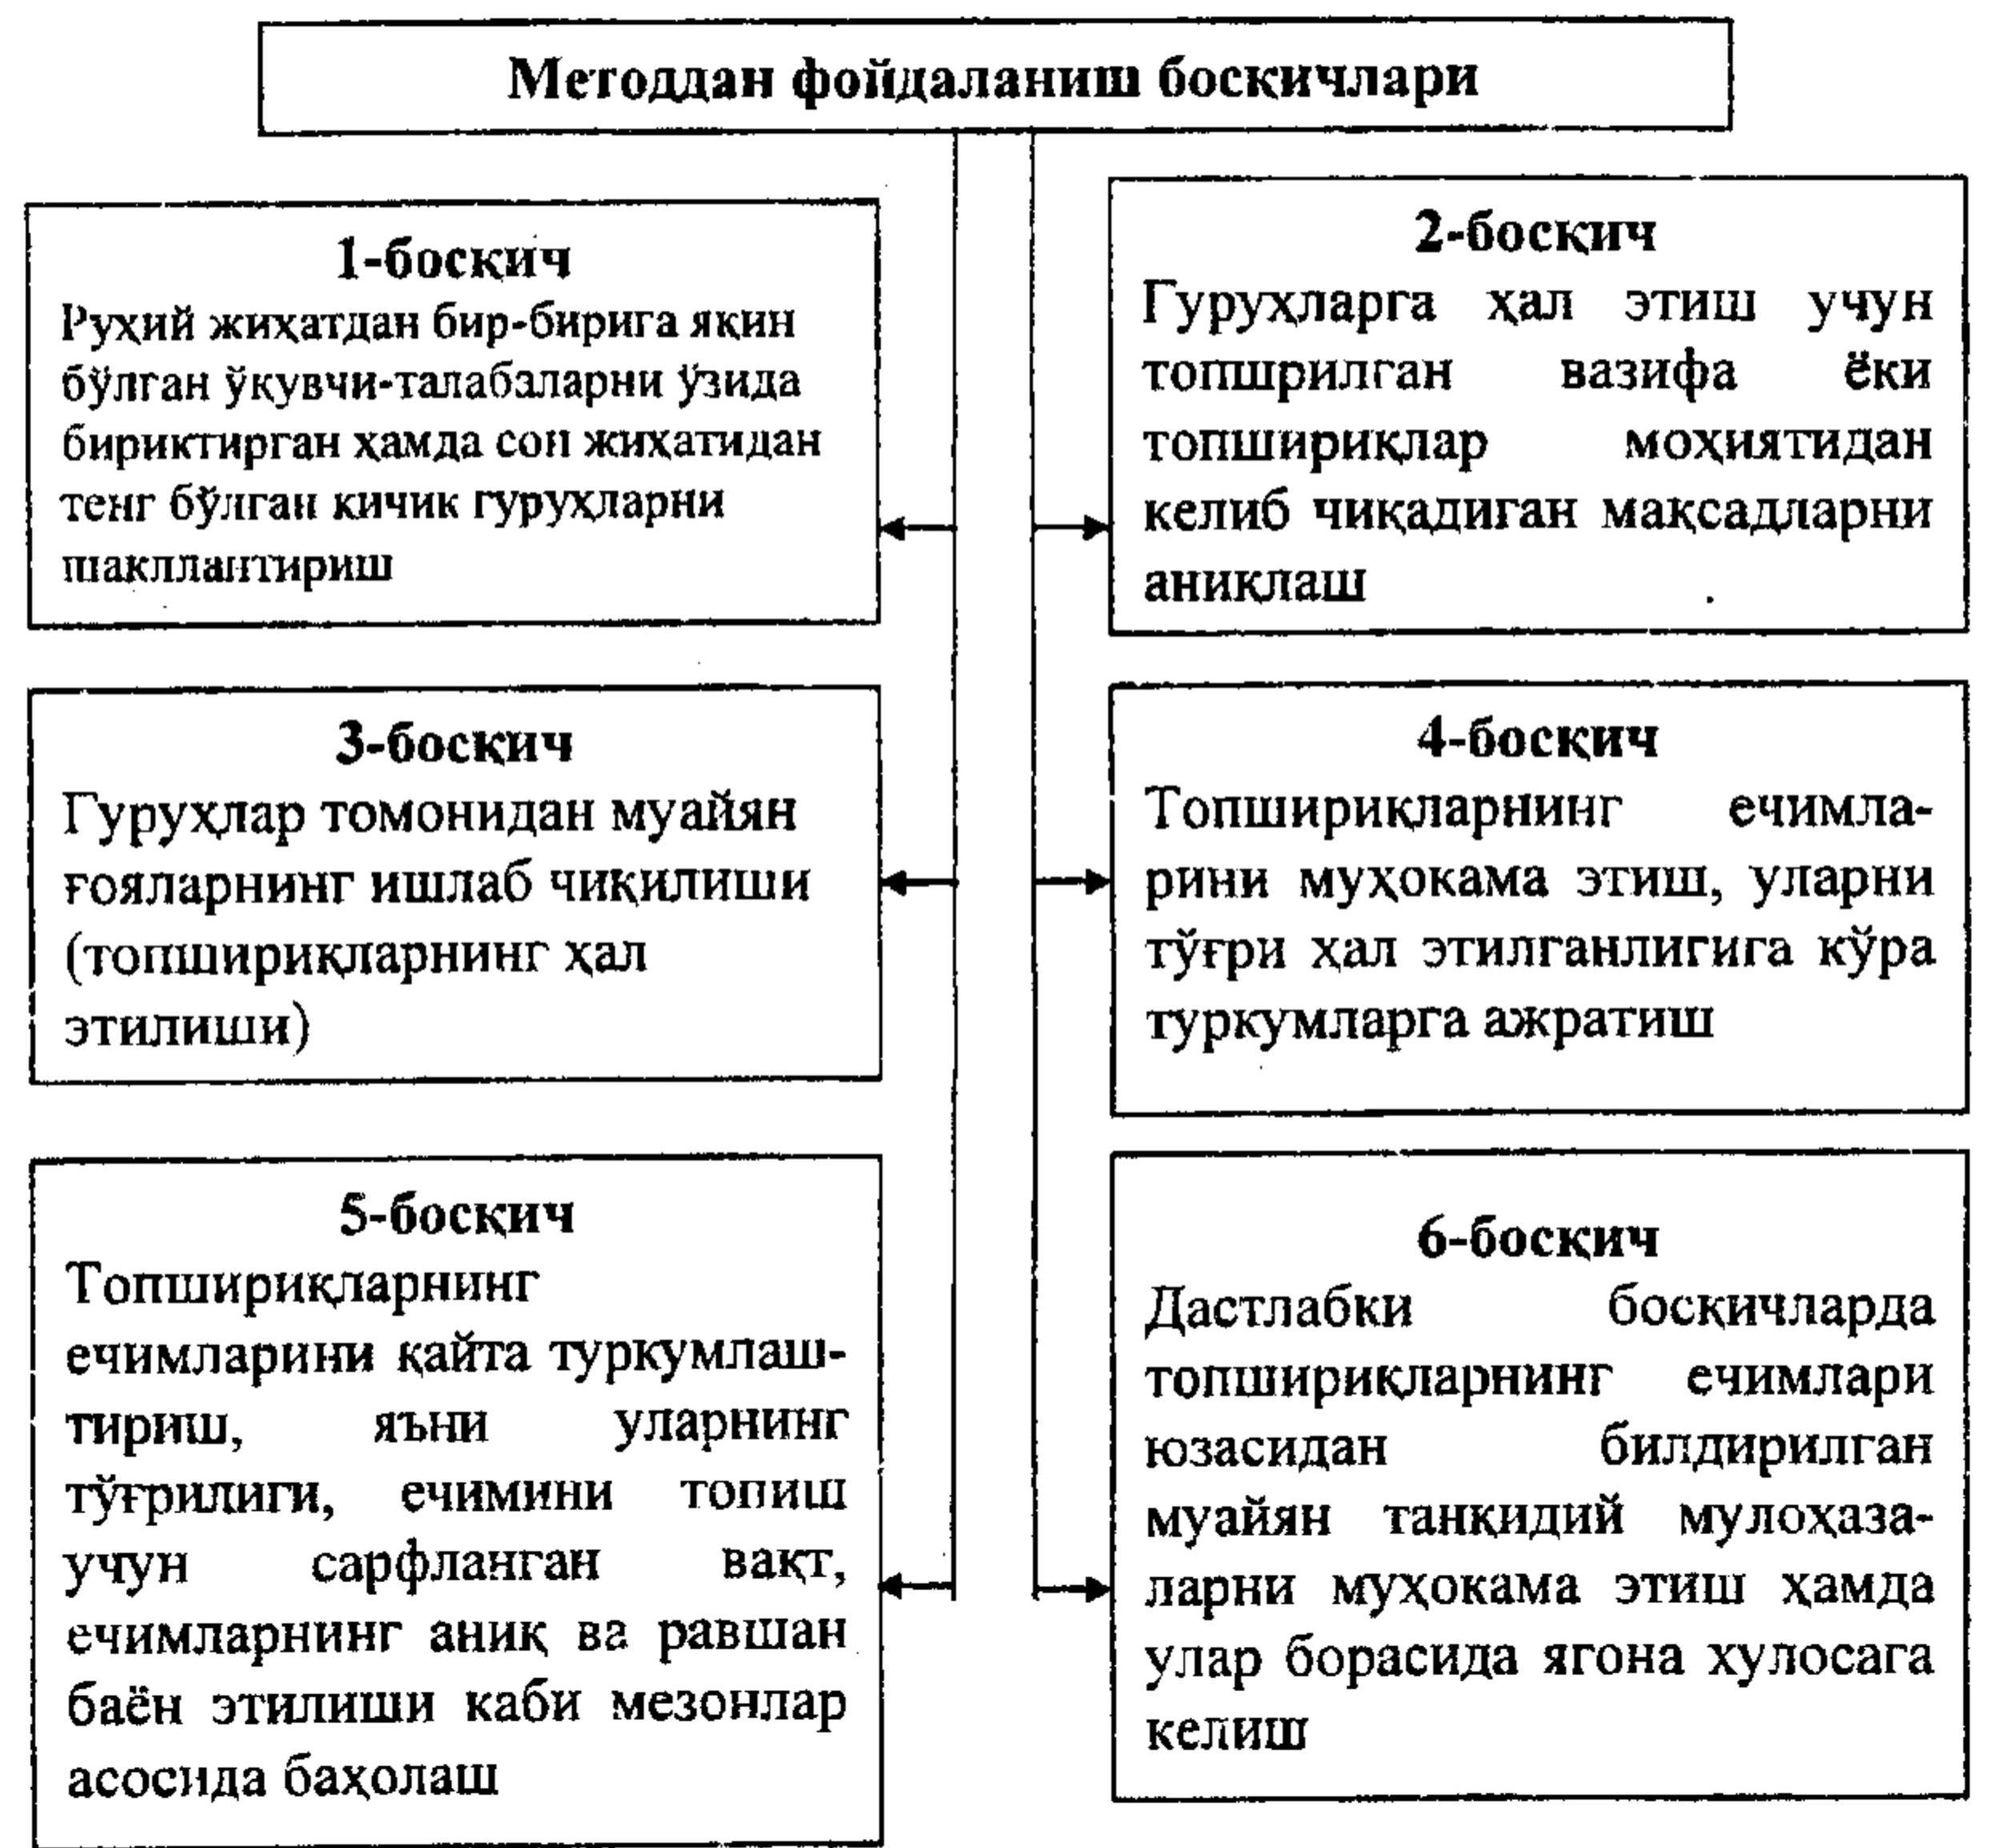 Методдан фойдаланиш босқичлари
1-босқич
Руҳий жиҳатдан бир-бирига яқин
бўлган ўқувчи-талабаларни ўзида
бириктирган ҳамда сон жиҳатидан
тенг бўлган кичик гуруҳларни
шакллантириш
2-босқич
Гуруҳларга ҳал этиш учун
топшрилган вазифа ёки
топшириқлар моҳиятидан
келиб чиқадиган мақсадларни
аниқлаш
3-босқич
Гуруҳлар томонидан муайян
ғояларнинг ишлаб чиқилиши
(топшириқларнинг ҳал
этилиши)
4-босқич
Топшириқларнинг ечимла-
рини муҳокама этиш, уларни
тўғри ҳал этилганлигига кўра
туркумларга ажратиш
5-босқич
Топшириқларнинг
ечимларини қайта туркумлаш-
тириш, яъни уларнинг
тўғрилиги, ечимини топиш
учун сарфланган вақт,
ечимларнинг аниқ ва равшан
баён этилиши каби мезонлар
асосида баҳолаш
6-босқич
Дастлабки босқичларда
топшириқларнинг ечимлари
юзасидан билдирилган
муайян танқидий мулоҳаза-
ларни муҳокама этиш ҳамда
улар борасида ягона хулосага
келиш